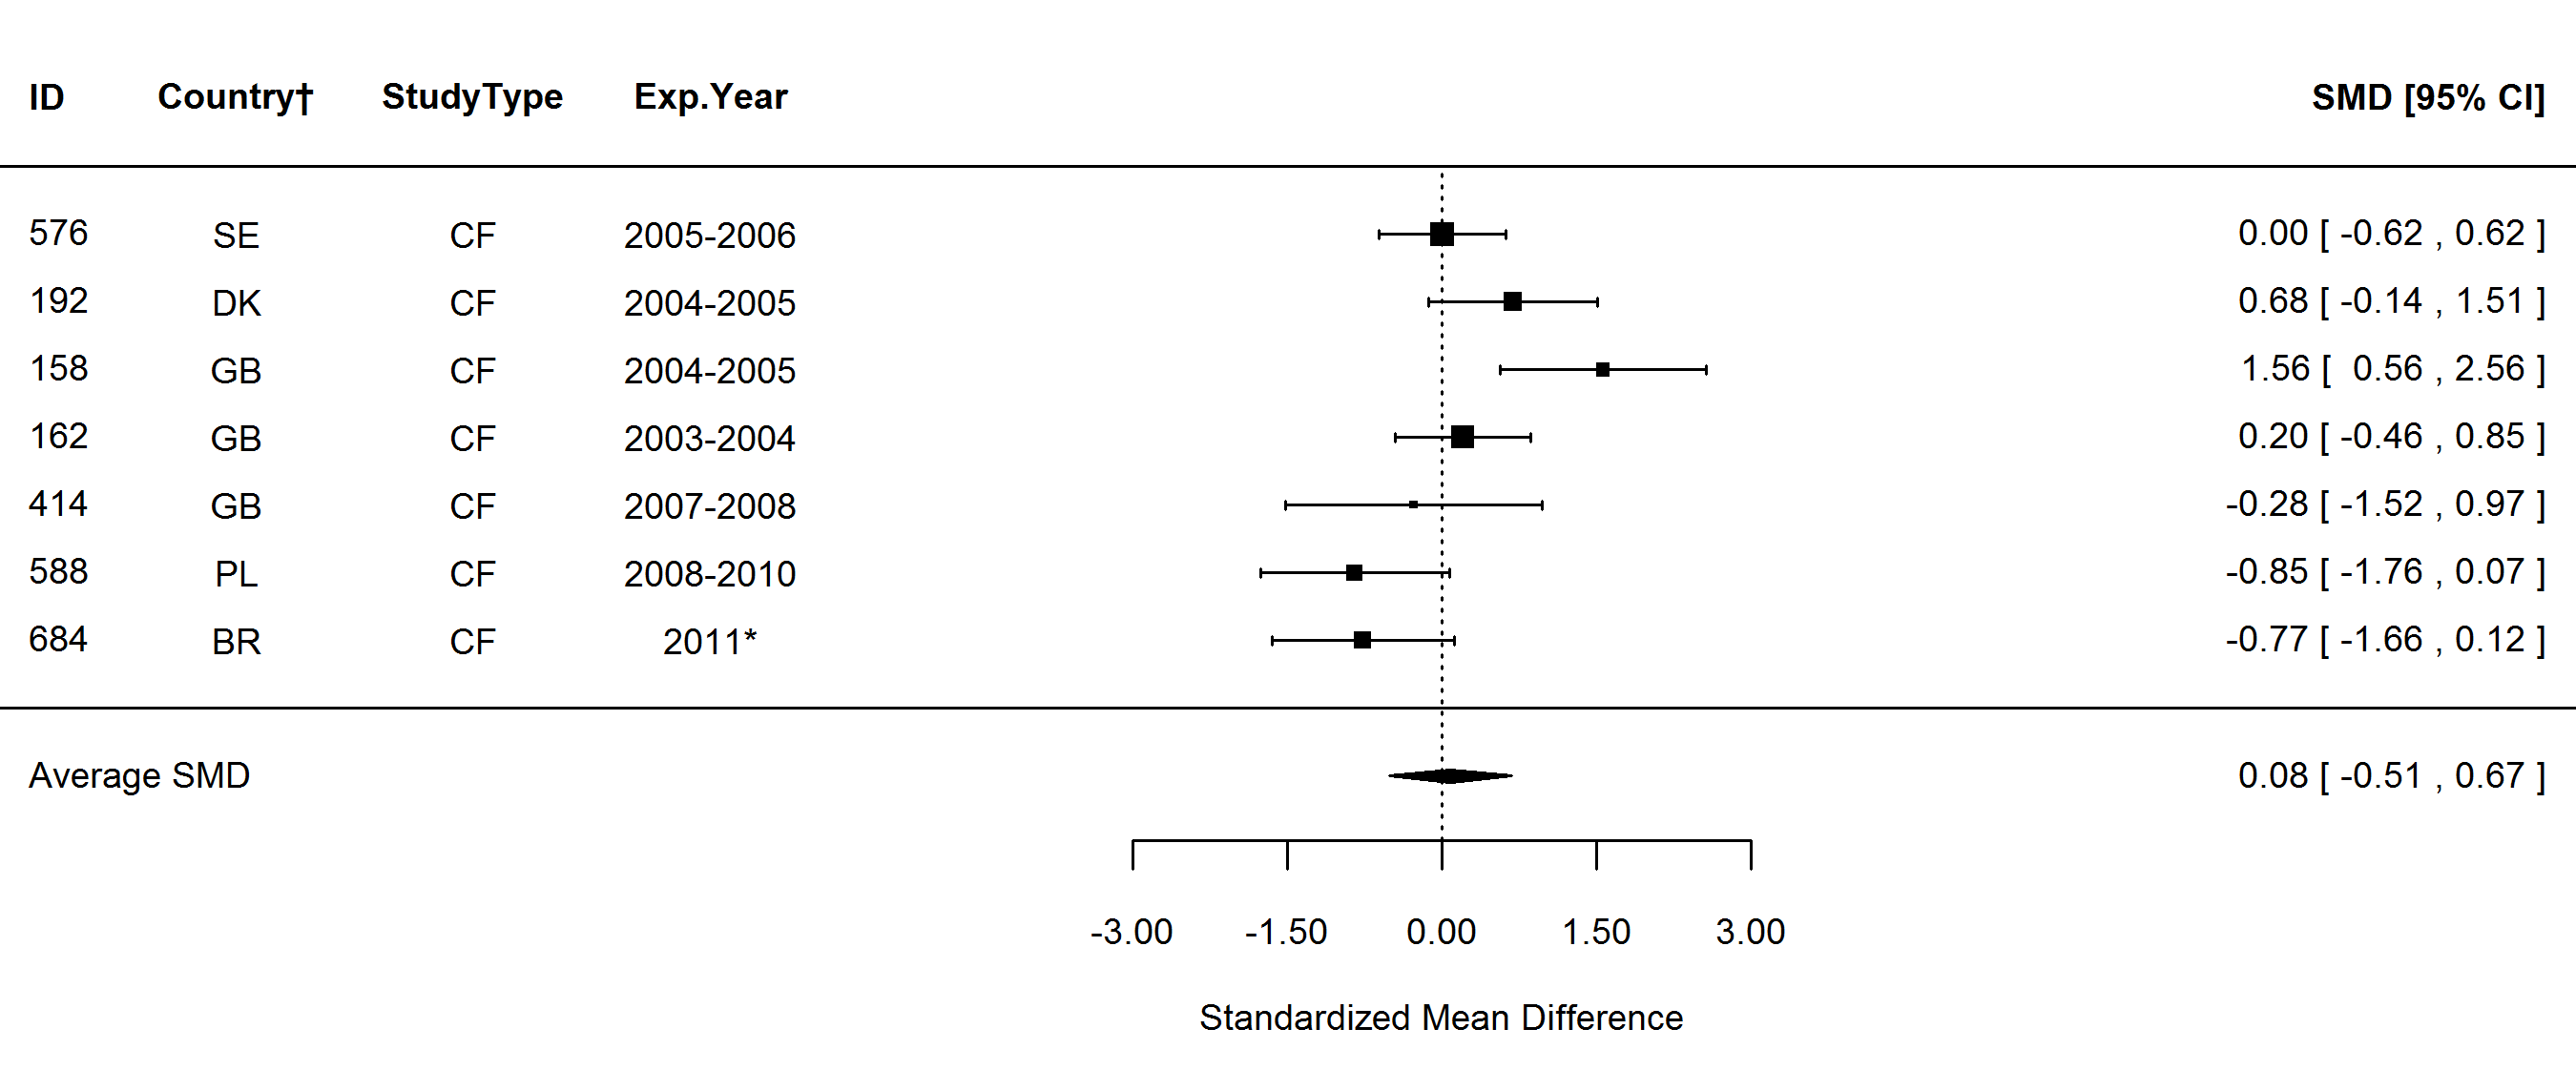 ID Country† StudyType Exp.Year SMD [95% CI]
576 SE CF 2005-2006 0.00 [ -0.62 , 0.62 ]
192 DK CF 2004-2005 0.68 [ -0.14 , 1.51 ]
158 GB CF 2004-2005 1.56 [ 0.56 , 2.56 ]
162 GB CF 2003-2004 0.20 [ -0.46 , 0.85 ]
414 GB CF 2007-2008 -0.28 [ -1.52 , 0.97 ]
588 PL CF 2008-2010 -0.85 [ -1.76 , 0.07 ]
684 BR CF 2011* -0.77 [ -1.66 , 0.12 ]
Average SMD 0.08 [ -0.51 , 0.67 ]
-3.00 -1.50 0.00 1.50 3.00
Standardized Mean Difference